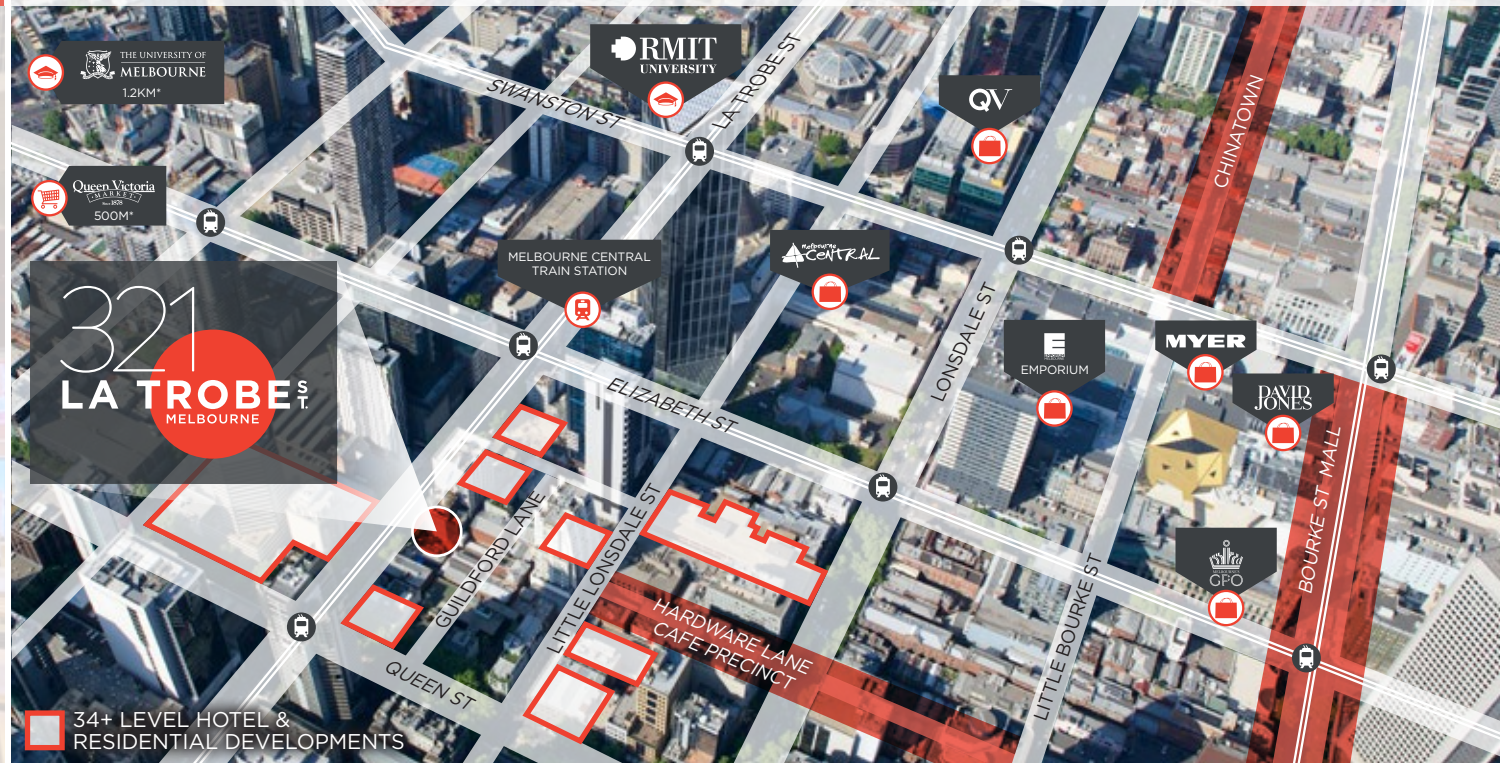 THE UNIVERSITY OF
MELBOURNE
1.2KM*
RMIT
UNIVERSITY
SWANSTON ST
LA TROBE ST
QV
CHINATOWN
Queen Victoria
MARKET
Since 1878
500M*
MELBOURNE CENTRAL
TRAIN STATION
melbourne
CENTRAL
LONSDALE ST
321
LA TROBE ST.
MELBOURNE
E
EMPORIUM
MYER
DAVID
JONES
ELIZABETH ST
GUILDFORD LANE
LITTLE LONSDALE ST
BOURKE ST MALL
MELBOURNE'S
GPO
HARDWARE LANE
CAFE PRECINCT
LITTLE BOURKE ST
QUEEN ST
34+ LEVEL HOTEL &
RESIDENTIAL DEVELOPMENTS